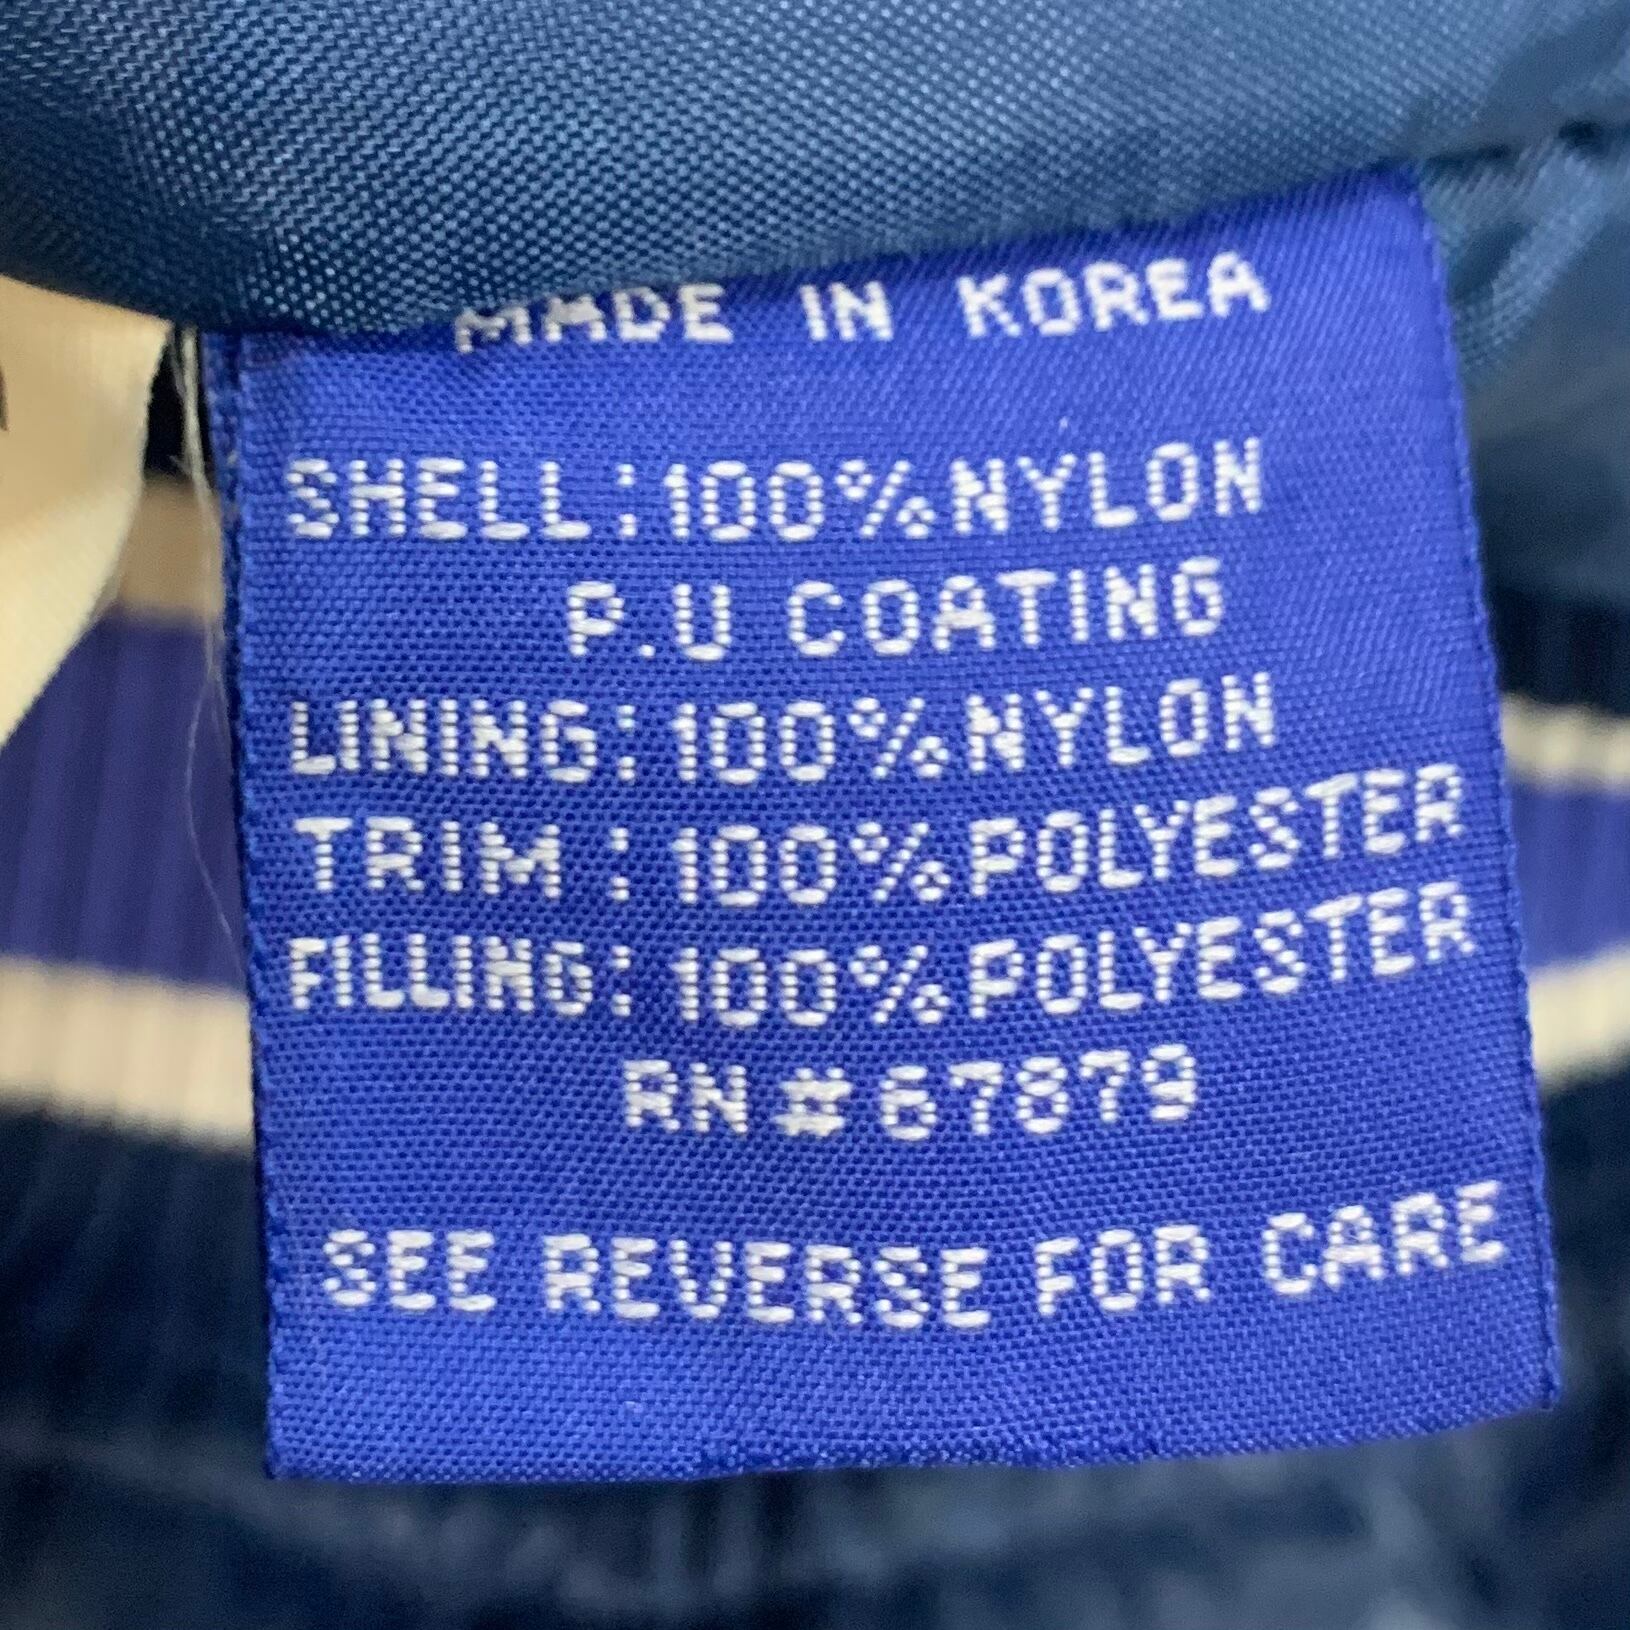 MADE IN KOREA
SHELL:100%NYLON
P.U COATING
LINING:100%NYLON
TRIM:100%POLYESTER
FILLING:100%POLYESTER
RN#67879
SEE REVERSE FOR CARE